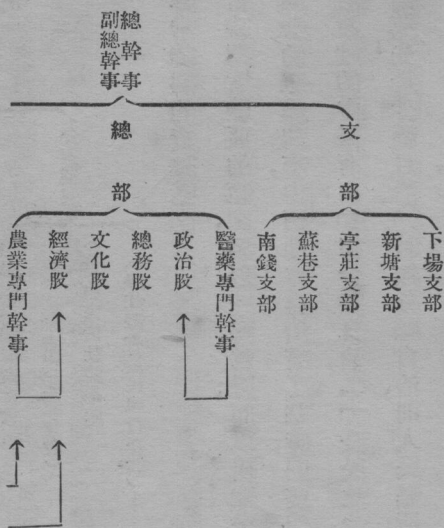 總幹事
副總幹事
支部
下場支部
新塘支部
亭莊支部
蘇巷支部
南錢支部
總部
醫藥專門幹事
政治股
總務股
文化股
經濟股
農業專門幹事